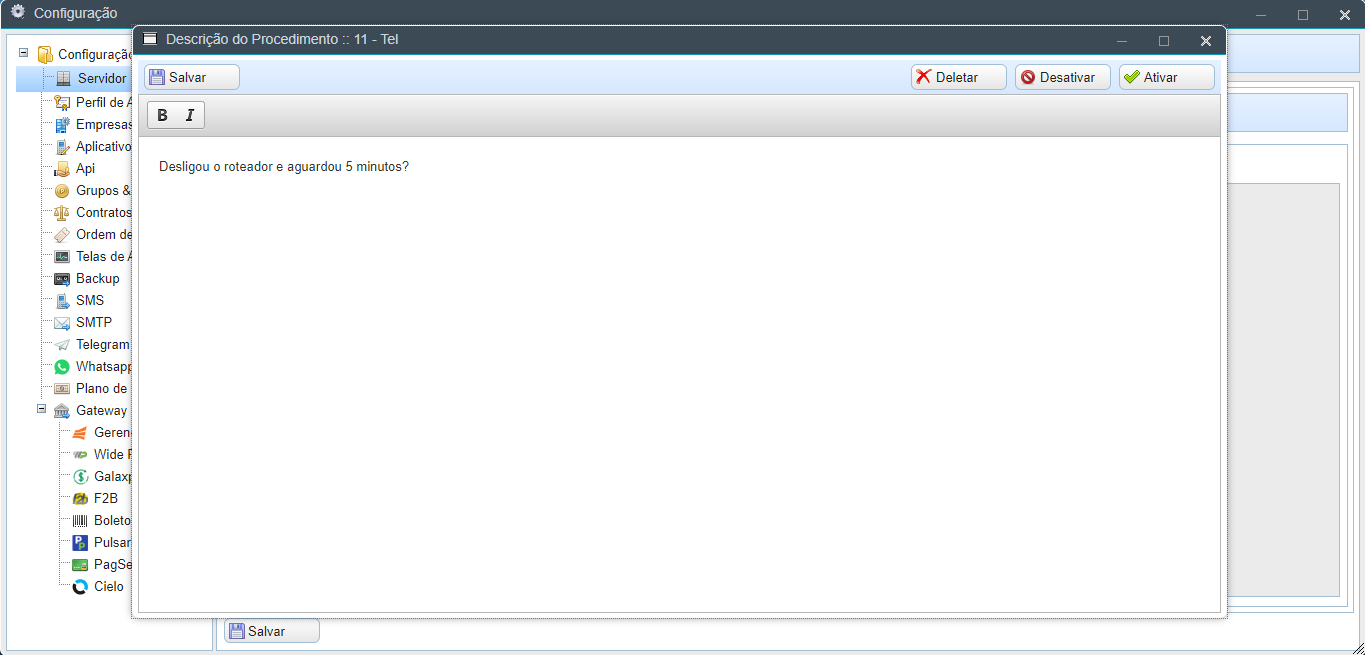 Configuração
Descrição do Procedimento :: 11 - Tel
Salvar
Deletar
Desativar
Ativar
B I
Desligou o roteador e aguardou 5 minutos?
Configuração
Servidor
Perfil de
Empresas
Aplicativo
Api
Grupos &
Contratos
Ordem de
Telas de
Backup
SMS
SMTP
Telegram
Whatsapp
Plano de
Gateway
Geren
Wide
Galaxp
F2B
Boleto
Pulsar
PagSe
Cielo
Salvar